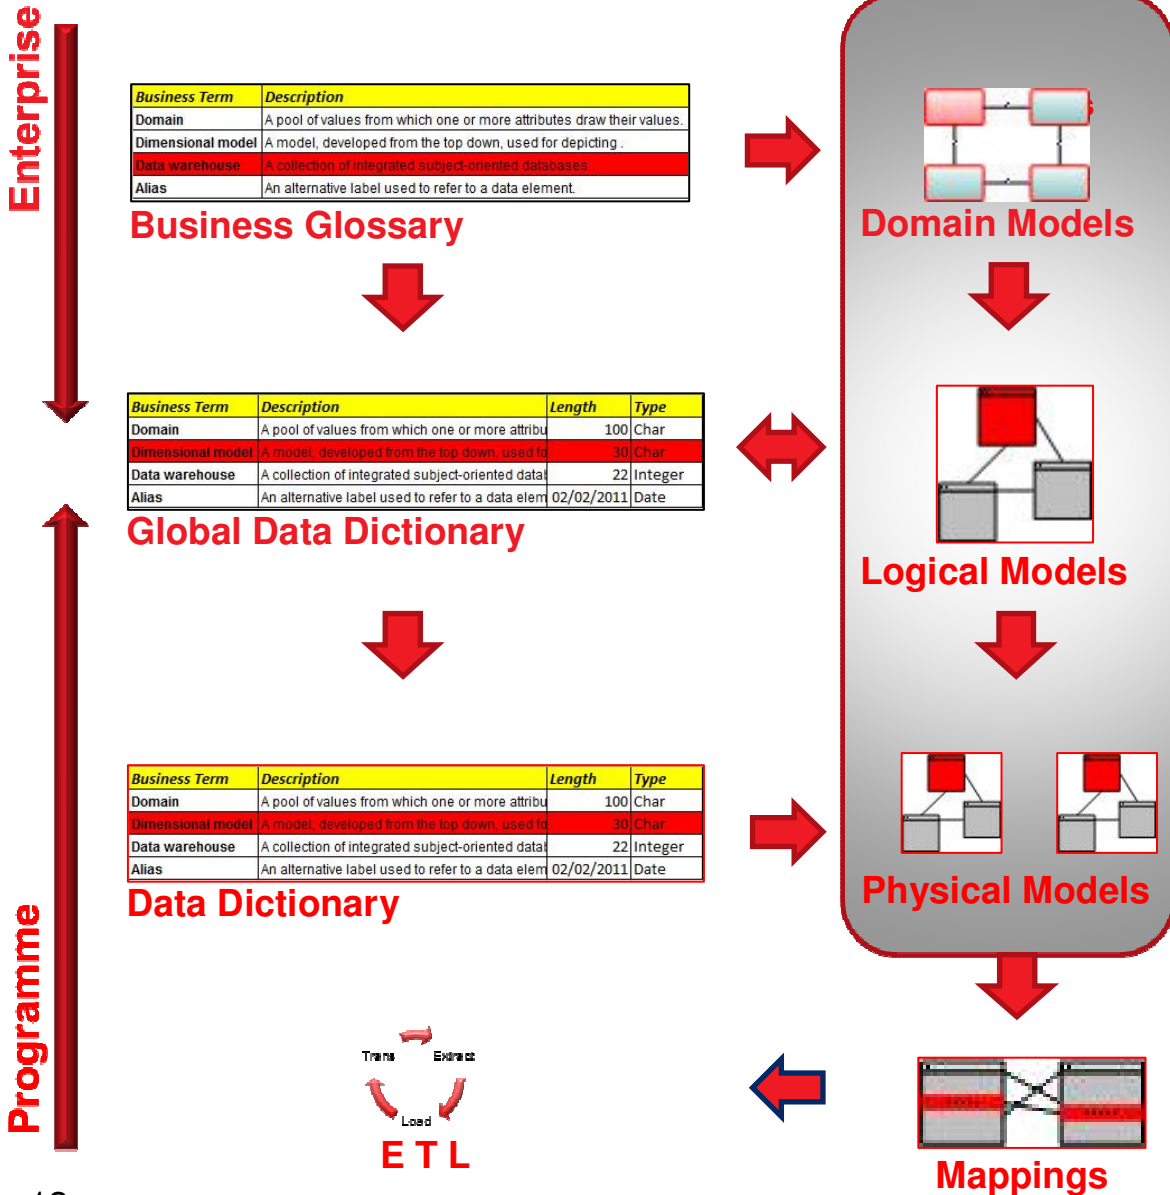 Enterprise
Business Term Description
Domain A pool of values from which one or more attributes draw their values.
Dimensional model A model, developed from the top down, used for depicting .
Data warehouse A collection of integrated subject-oriented databases
Alias An alternative label used to refer to a data element.
Business Glossary
Domain Models
Business Term Description Length Type
Domain A pool of values from which one or more attribu 100 Char
Dimensional model A model, developed from the top down, used fo 30 Char
Data warehouse A collection of integrated subject-oriented datab 22 Integer
Alias An alternative label used to refer to a data elem 02/02/2011 Date
Global Data Dictionary
Logical Models
Business Term Description Length Type
Domain A pool of values from which one or more attribu 100 Char
Dimensional model A model, developed from the top down, used fo 30 Char
Data warehouse A collection of integrated subject-oriented datab 22 Integer
Alias An alternative label used to refer to a data elem 02/02/2011 Date
Data Dictionary
Physical Models
Programme
Trans Extract
Load
E T L
Mappings